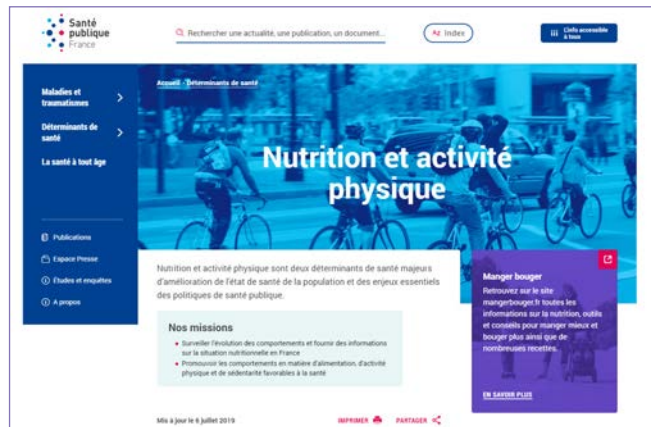 Santé
publique
France
Rechercher une actualité, une publication, un document...
Az Index
L'info accessible
à tous
Maladies et
traumatismes
Déterminants de
santé
La santé à tout âge
Publications
Espace Presse
Études et enquêtes
A propos
Accueil - Déterminants de santé
Nutrition et activité
physique
Nutrition et activité physique sont deux déterminants de santé majeurs
d'amélioration de l'état de santé de la population et des enjeux essentiels
des politiques de santé publique.
Nos missions
Surveiller l'évolution des comportements et fournir des informations
sur la situation nutritionnelle en France
Promouvoir les comportements en matière d'alimentation, d'activité
physique et de sédentarité favorables à la santé
Manger bouger
Retrouvez sur le site
mangerbouger.fr toutes les
informations sur la nutrition, outils
et conseils pour manger mieux et
bouger plus ainsi que de
nombreuses recettes.
EN SAVOIR PLUS
Mis à jour le 6 juillet 2019
IMPRIMER
PARTAGER